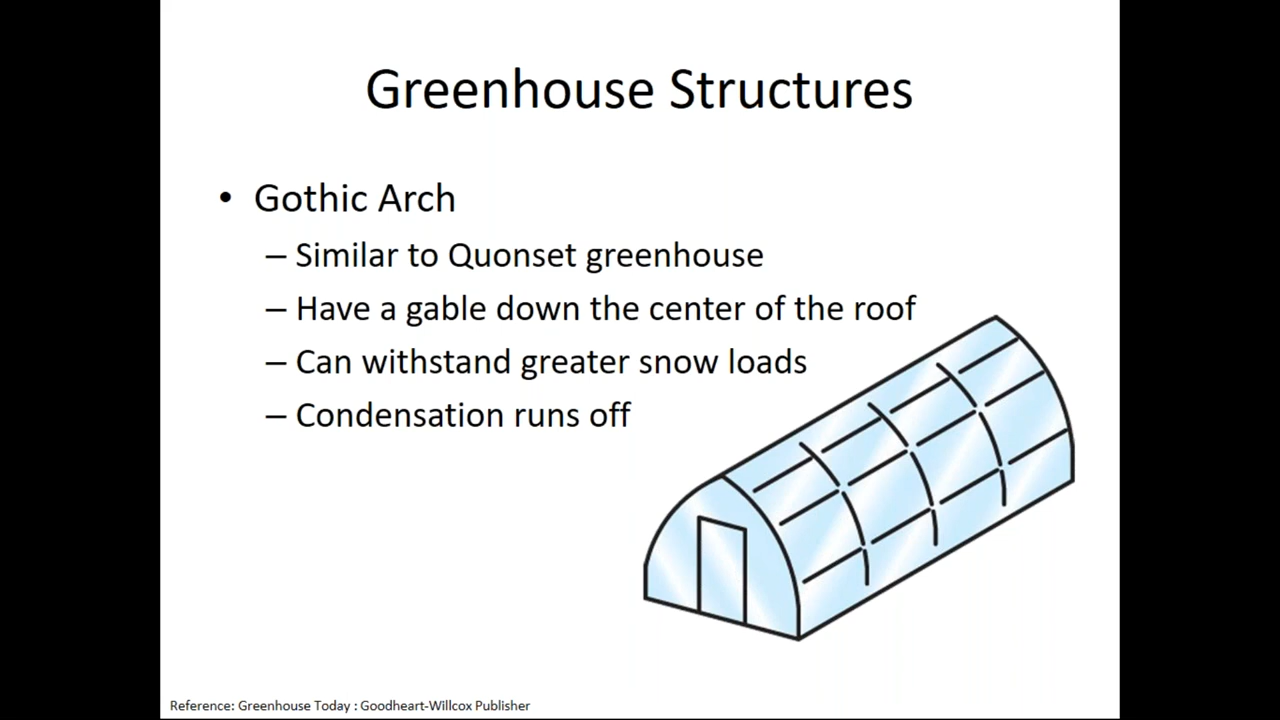 Greenhouse Structures
• Gothic Arch
– Similar to Quonset greenhouse
– Have a gable down the center of the roof
– Can withstand greater snow loads
– Condensation runs off
Reference: Greenhouse Today : Goodheart-Willcox Publisher